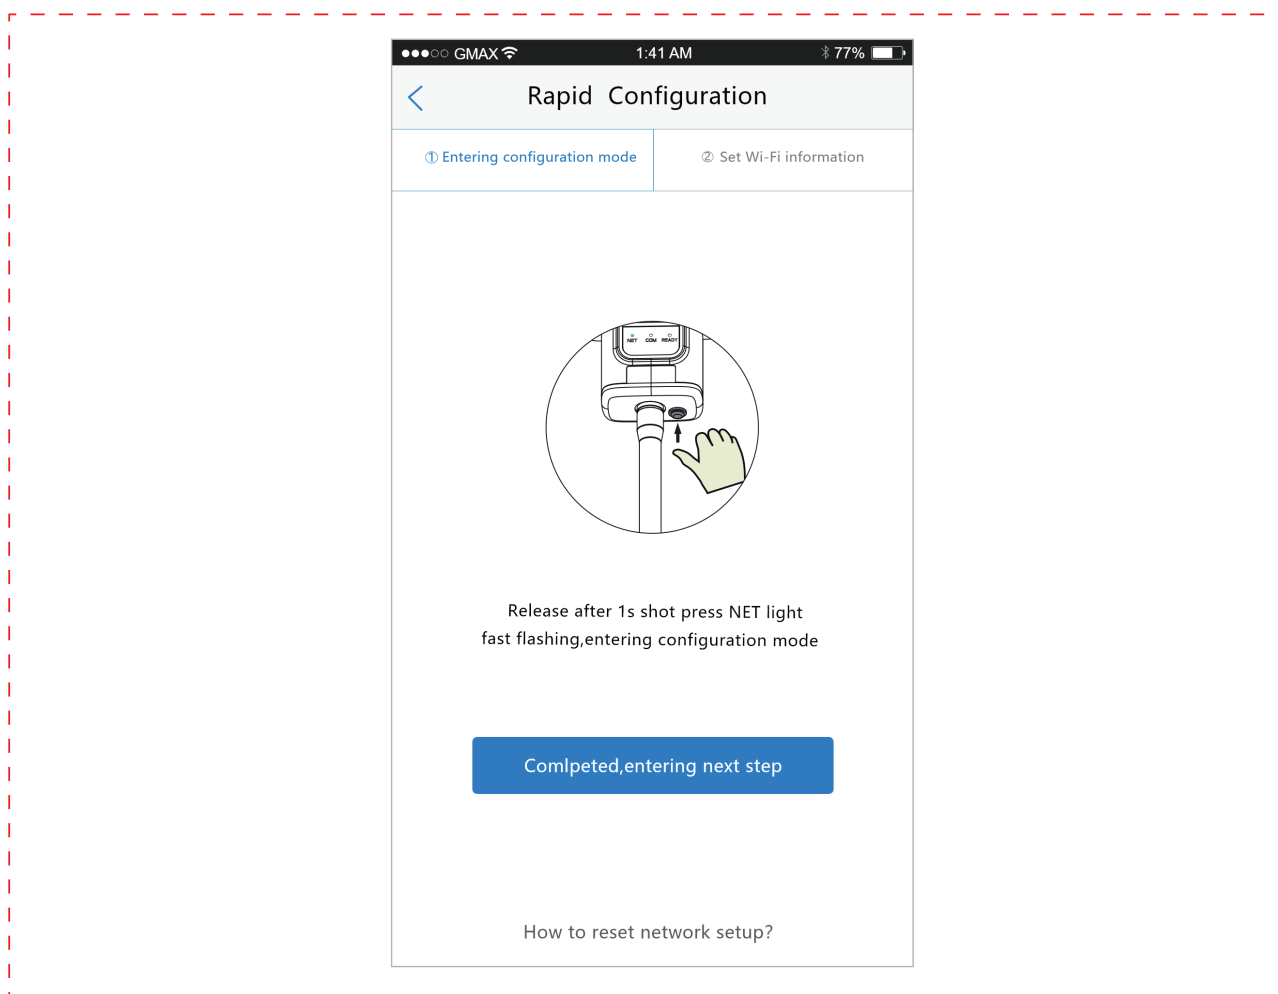 ●●●○○ GMAX 1:41 AM 77%
Rapid Configuration
① Entering configuration mode ② Set Wi-Fi information
NET COM READY
Release after 1s shot press NET light
fast flashing,entering configuration mode
Comlpeted,entering next step
How to reset network setup?